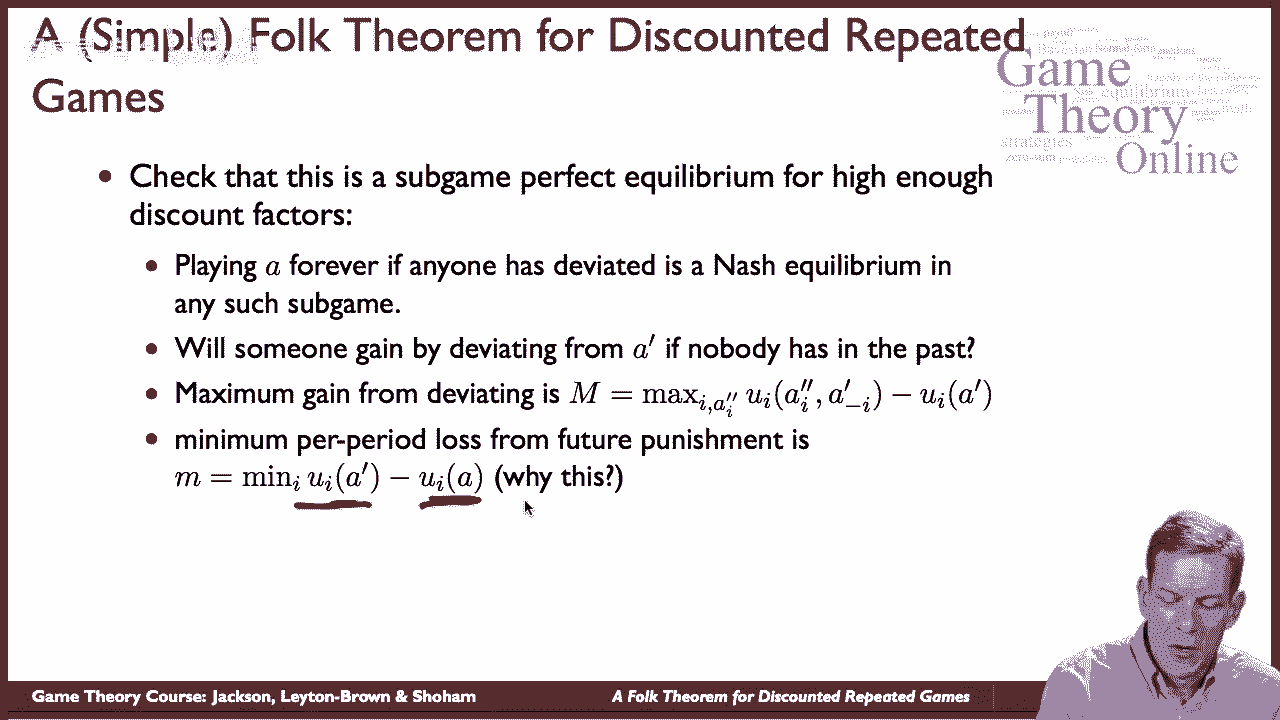 A (Simple) Folk Theorem for Discounted Repeated
Games
Game
Theory
strategies
Online
• Check that this is a subgame perfect equilibrium for high enough
discount factors:
• Playing a forever if anyone has deviated is a Nash equilibrium in
any such subgame.
• Will someone gain by deviating from a′ if nobody has in the past?
• Maximum gain from deviating is M = max_{i,a″_i} u_i(a″_i, a′_{−i}) − u_i(a′)
• minimum per-period loss from future punishment is
m = min_i u_i(a′) − u_i(a) (why this?)
Game Theory Course: Jackson, Leyton-Brown & Shoham
A Folk Theorem for Discounted Repeated Games